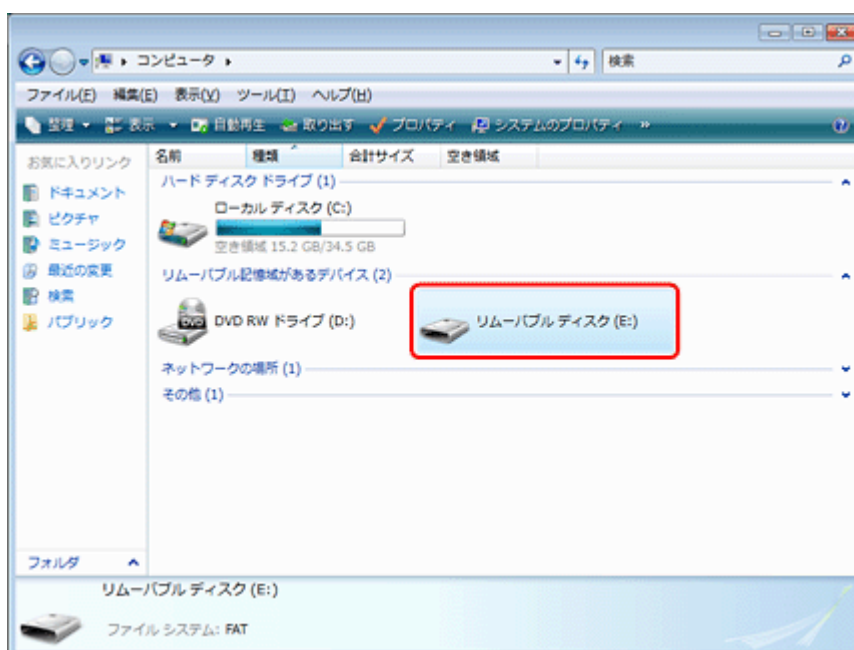 コンピュータ
検索
ファイル(F) 編集(E) 表示(V) ツール(T) ヘルプ(H)
整理 表示 自動再生 取り出す プロパティ システムのプロパティ »
お気に入りリンク
ドキュメント
ピクチャ
ミュージック
最近の変更
検索
パブリック
フォルダ
名前 種類 合計サイズ 空き領域
ハード ディスク ドライブ (1)
ローカル ディスク (C:)
空き領域 15.2 GB/34.5 GB
リムーバブル記憶域があるデバイス (2)
DVD
DVD RW ドライブ (D:)
リムーバブル ディスク (E:)
ネットワークの場所 (1)
その他 (1)
リムーバブル ディスク (E:)
ファイル システム: FAT